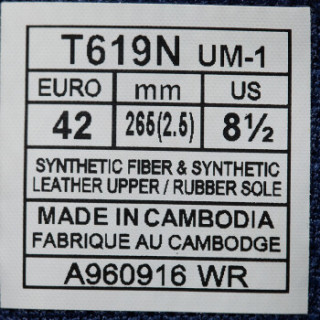 T619N UM-1
EURO mm US
42 265(2.5) 8½
SYNTHETIC FIBER & SYNTHETIC
LEATHER UPPER / RUBBER SOLE
MADE IN CAMBODIA
FABRIQUE AU CAMBODGE
A960916 WR